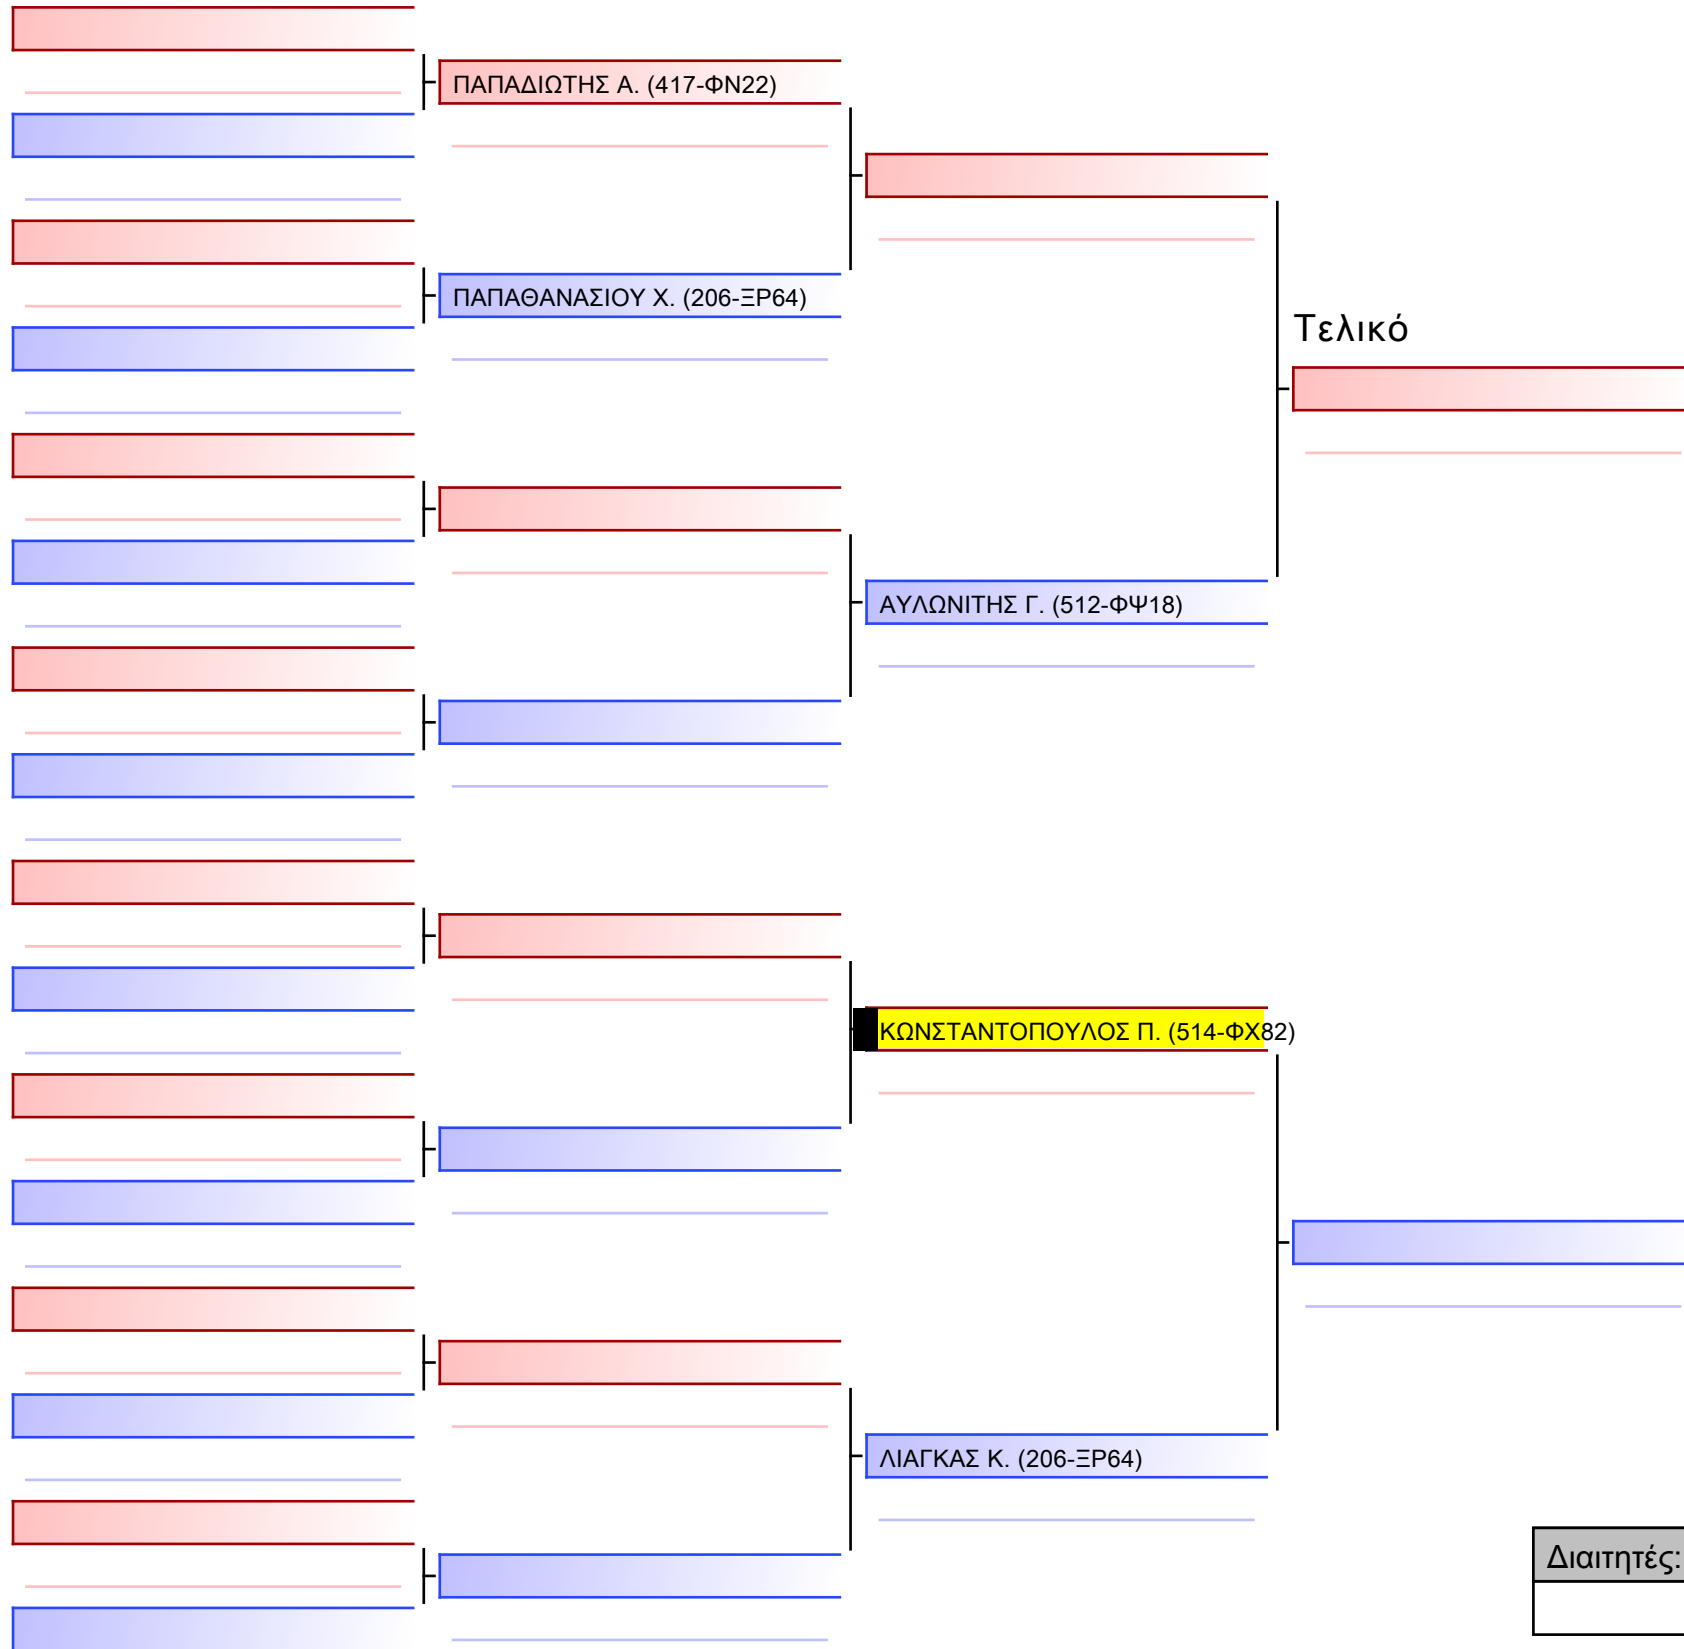 ΠΑΠΑΔΙΩΤΗΣ Α. (417-ΦΝ22)
ΠΑΠΑΘΑΝΑΣΙΟΥ Χ. (206-ΞΡ64)
Τελικό
ΑΥΛΩΝΙΤΗΣ Γ. (512-ΦΨ18)
ΚΩΝΣΤΑΝΤΟΠΟΥΛΟΣ Π. (514-ΦΧ82)
ΛΙΑΓΚΑΣ Κ. (206-ΞΡ64)
Διαιτητές: